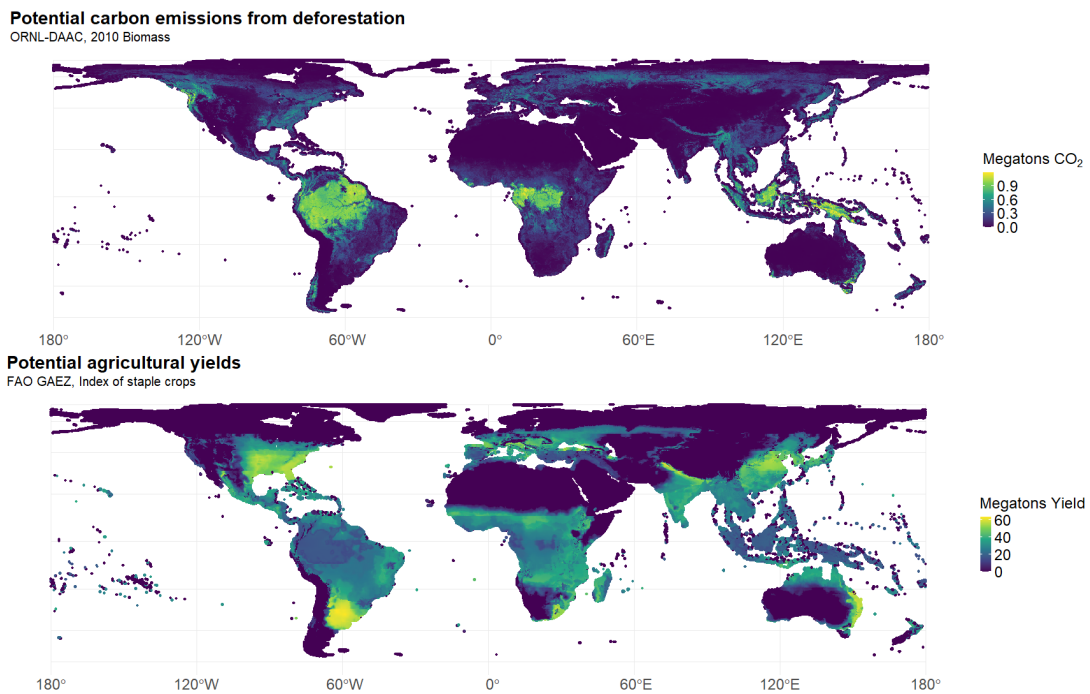 Potential carbon emissions from deforestation
ORNL-DAAC, 2010 Biomass
Megatons CO₂
0.9
0.6
0.3
0.0
180° 120°W 60°W 0° 60°E 120°E 180°
Potential agricultural yields
FAO GAEZ, Index of staple crops
Megatons Yield
60
40
20
0
180° 120°W 60°W 0° 60°E 120°E 180°